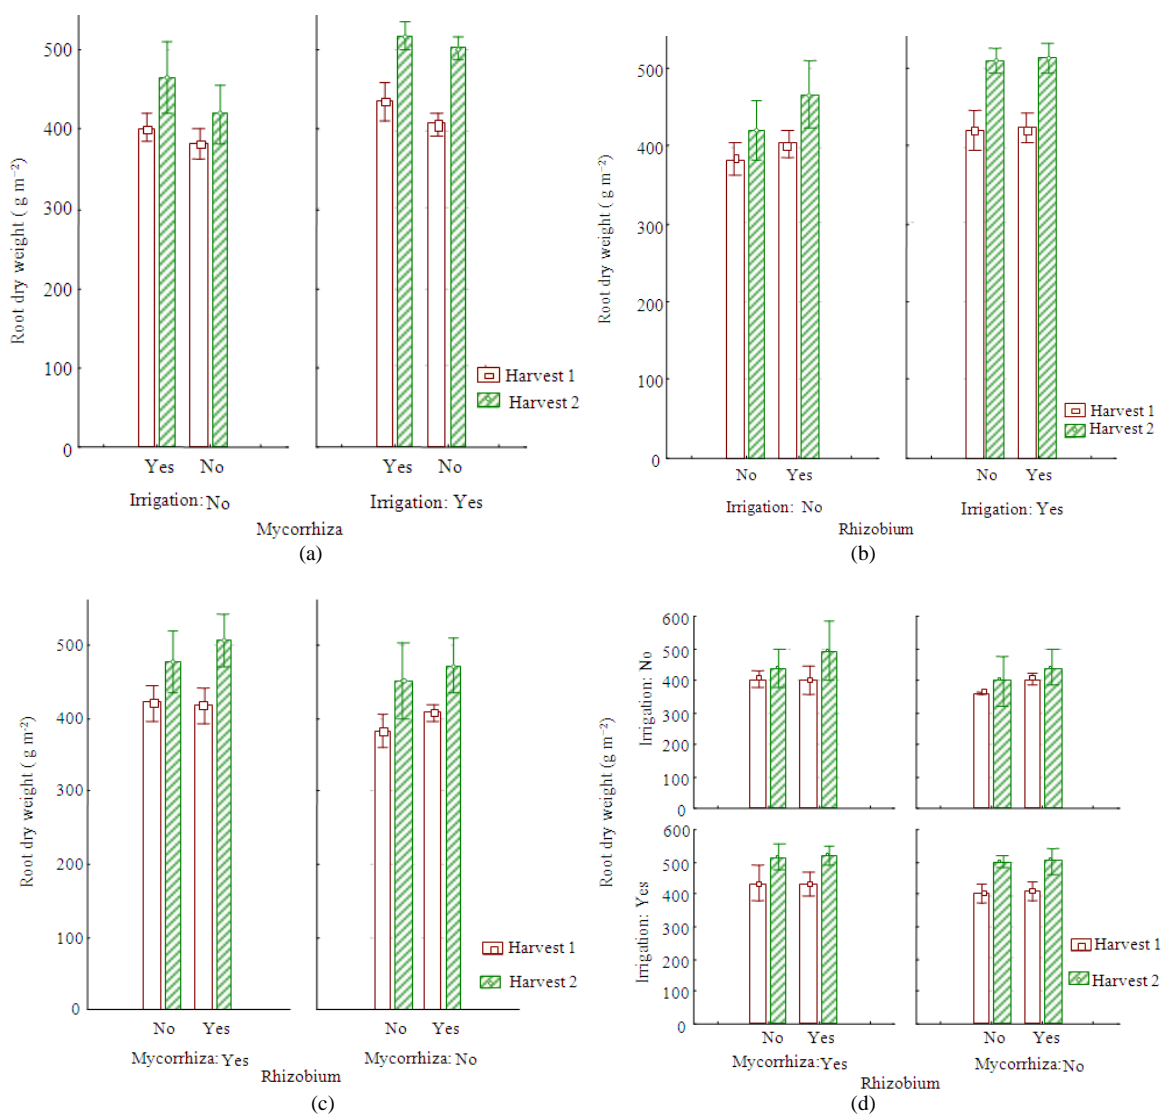 500
400
300
200
100
0
Root dry weight ( g m⁻²)
Harvest 1
Harvest 2
Yes No
Yes No
Irrigation: No
Irrigation: Yes
Mycorrhiza
(a)
500
400
300
200
100
0
Root dry weight ( g m⁻²)
Harvest 1
Harvest 2
No Yes
No Yes
Irrigation: No
Irrigation: Yes
Rhizobium
(b)
500
400
300
200
100
0
Root dry weight ( g m⁻²)
Harvest 1
Harvest 2
No Yes
No Yes
Mycorrhiza: Yes
Mycorrhiza: No
Rhizobium
(c)
600
500
400
300
200
100
0
Irrigation: No
Root dry weight (g m⁻²)
600
500
400
300
200
100
0
Irrigation: Yes
Harvest 1
Harvest 2
No Yes
No Yes
Mycorrhiza: Yes
Mycorrhiza: No
Rhizobium
(d)